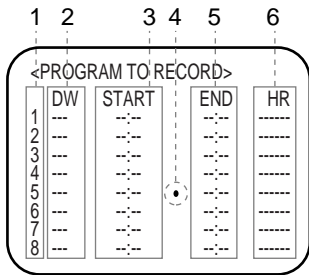 1 2 3 4 5 6
<PROGRAM TO RECORD>
DW START END HR
1 --- --:-- --:-- ------
2 --- --:-- --:-- ------
3 --- --:-- --:-- ------
4 --- --:-- --:-- ------
5 --- --:-- • --:-- ------
6 --- --:-- --:-- ------
7 --- --:-- --:-- ------
8 --- --:-- --:-- ------